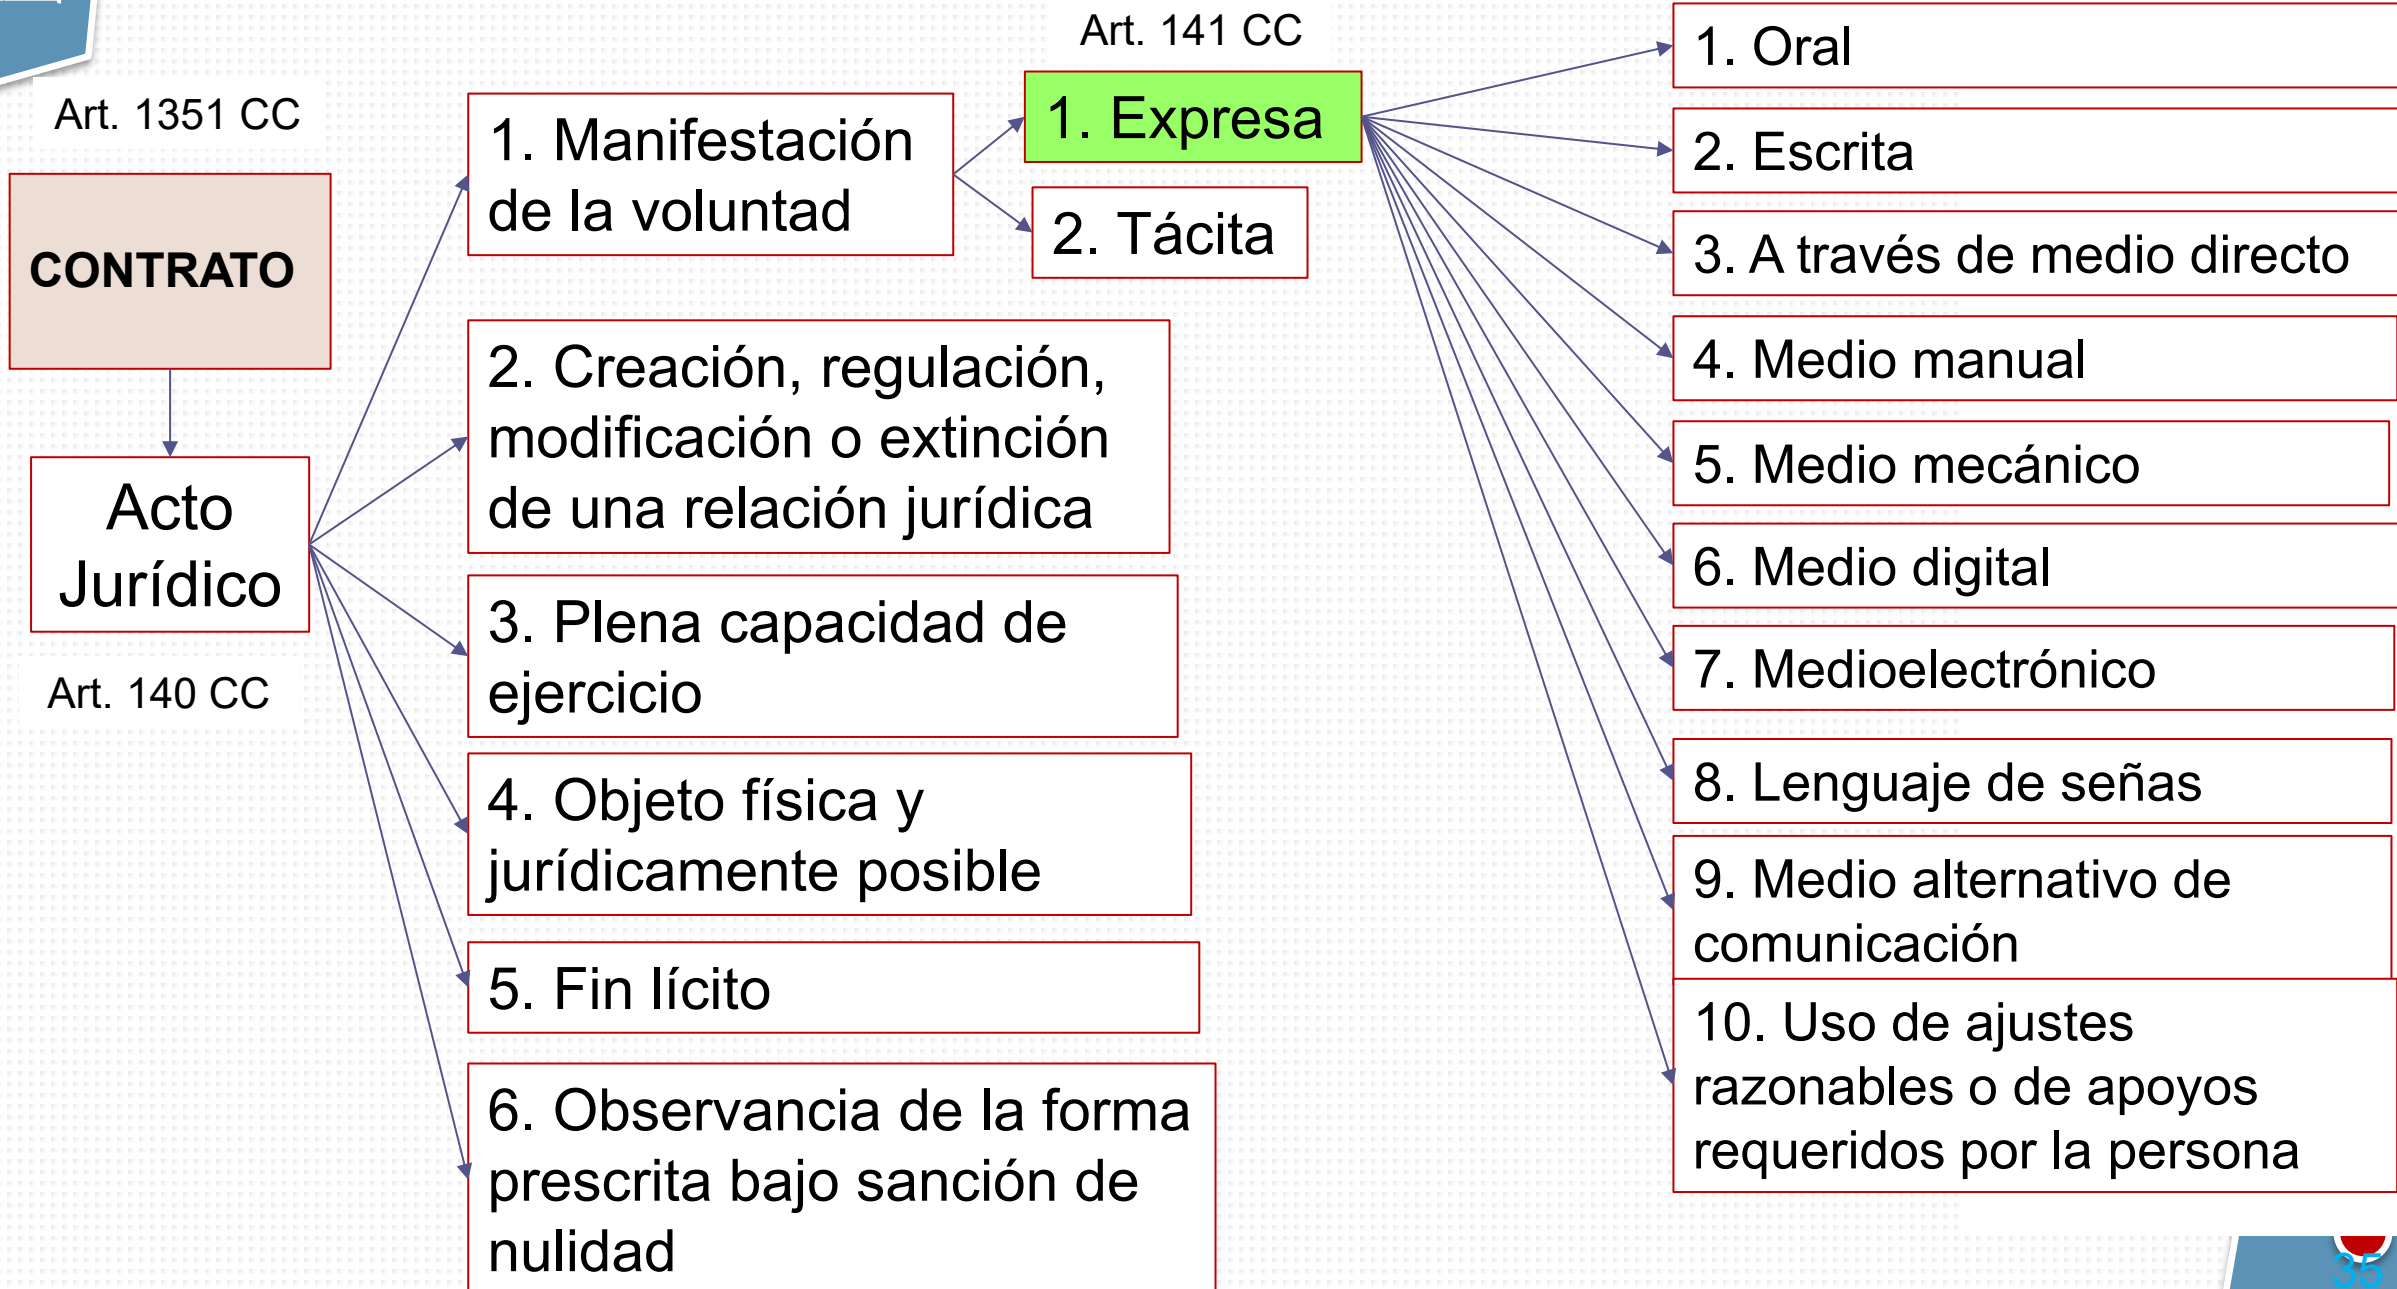 Art. 1351 CC
CONTRATO
Acto
Jurídico
Art. 140 CC
1. Manifestación
de la voluntad
2. Creación, regulación,
modificación o extinción
de una relación jurídica
3. Plena capacidad de
ejercicio
4. Objeto física y
jurídicamente posible
5. Fin lícito
6. Observancia de la forma
prescrita bajo sanción de
nulidad
Art. 141 CC
1. Expresa
2. Tácita
1. Oral
2. Escrita
3. A través de medio directo
4. Medio manual
5. Medio mecánico
6. Medio digital
7. Medioelectrónico
8. Lenguaje de señas
9. Medio alternativo de
comunicación
10. Uso de ajustes
razonables o de apoyos
requeridos por la persona
35